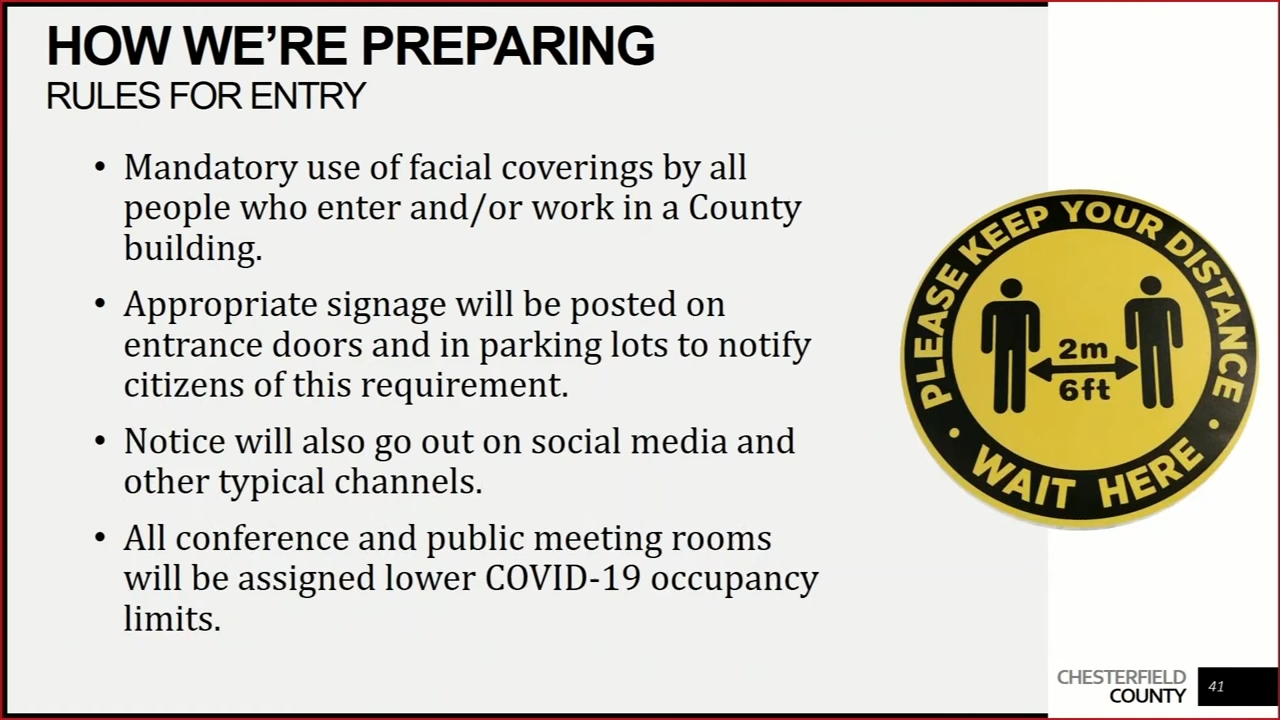 HOW WE’RE PREPARING
RULES FOR ENTRY
• Mandatory use of facial coverings by all
people who enter and/or work in a County
building.
• Appropriate signage will be posted on
entrance doors and in parking lots to notify
citizens of this requirement.
• Notice will also go out on social media and
other typical channels.
• All conference and public meeting rooms
will be assigned lower COVID-19 occupancy
limits.
PLEASE KEEP YOUR DISTANCE
2m
6ft
• WAIT HERE •
CHESTERFIELD
COUNTY
41